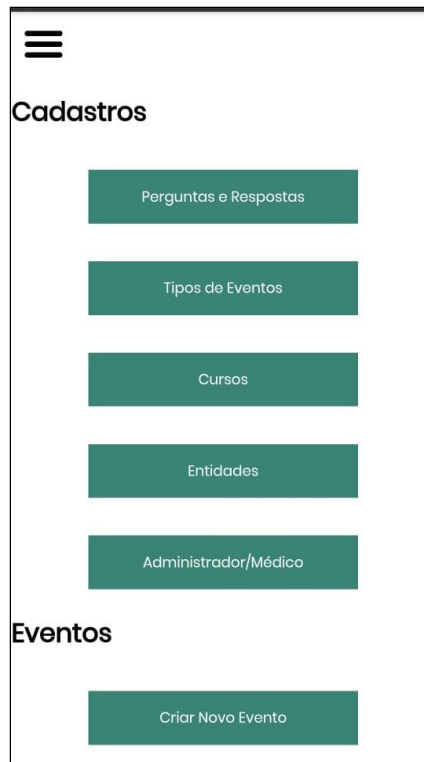 Cadastros
Perguntas e Respostas
Tipos de Eventos
Cursos
Entidades
Administrador/Médico
Eventos
Criar Novo Evento